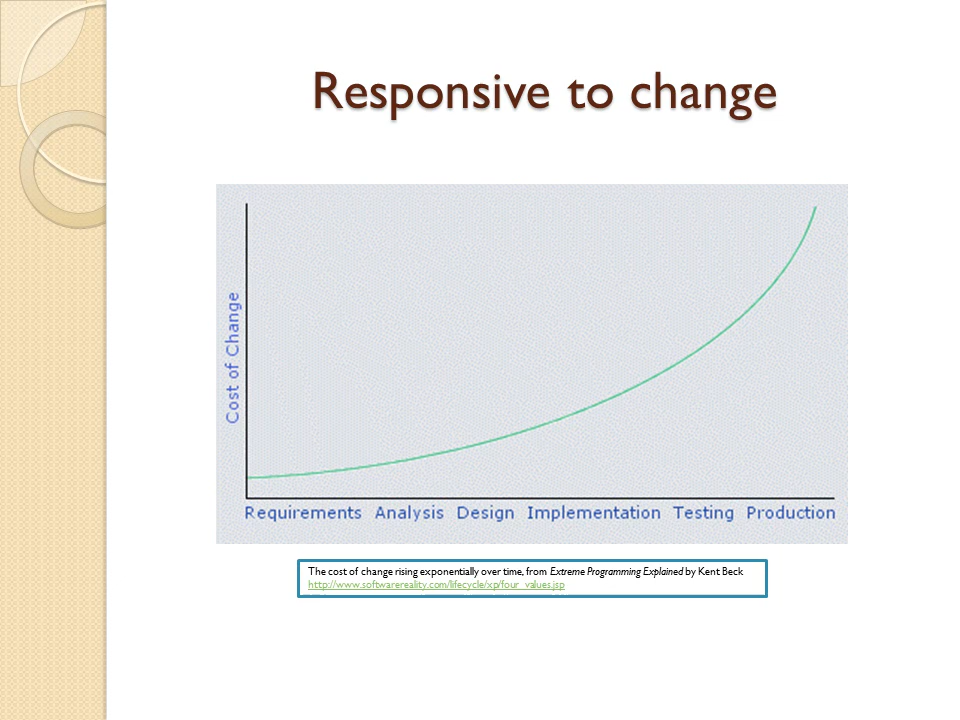 Responsive to change
Cost of Change
Requirements Analysis Design Implementation Testing Production
The cost of change rising exponentially over time, from Extreme Programming Explained by Kent Beck
http://www.softwarereality.com/lifecycle/xp/four_values.jsp